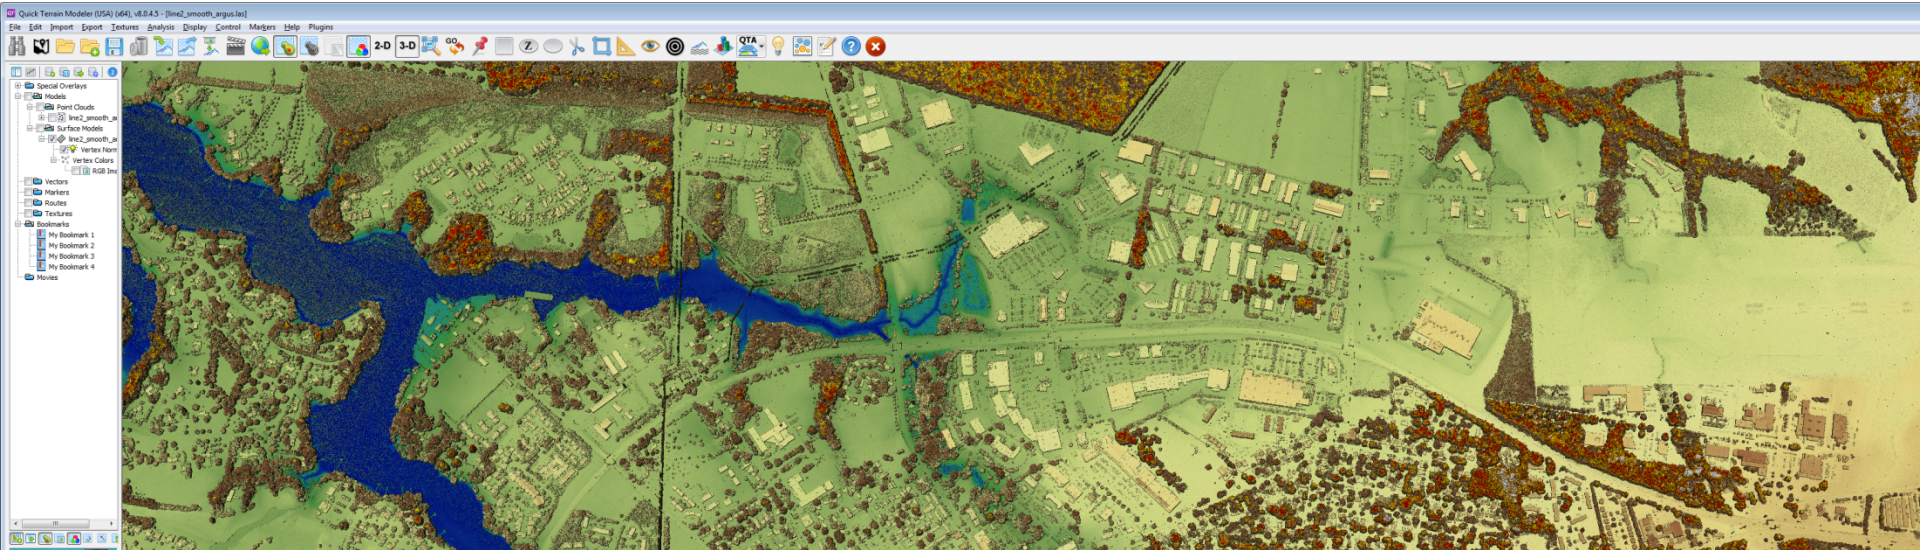 Quick Terrain Modeler (USA) (x64), v8.0.4.5 - [line2_smooth_argus.las]
File Edit Import Export Textures Analysis Display Control Markers Help Plugins
2-D 3-D GO Z QTA
Special Overlays
Models
Point Clouds
line2_smooth_a
Surface Models
line2_smooth_a
Vertex Norm
Vertex Colors
RGB Ima
Vectors
Markers
Routes
Textures
Bookmarks
My Bookmark 1
My Bookmark 2
My Bookmark 3
My Bookmark 4
Movies